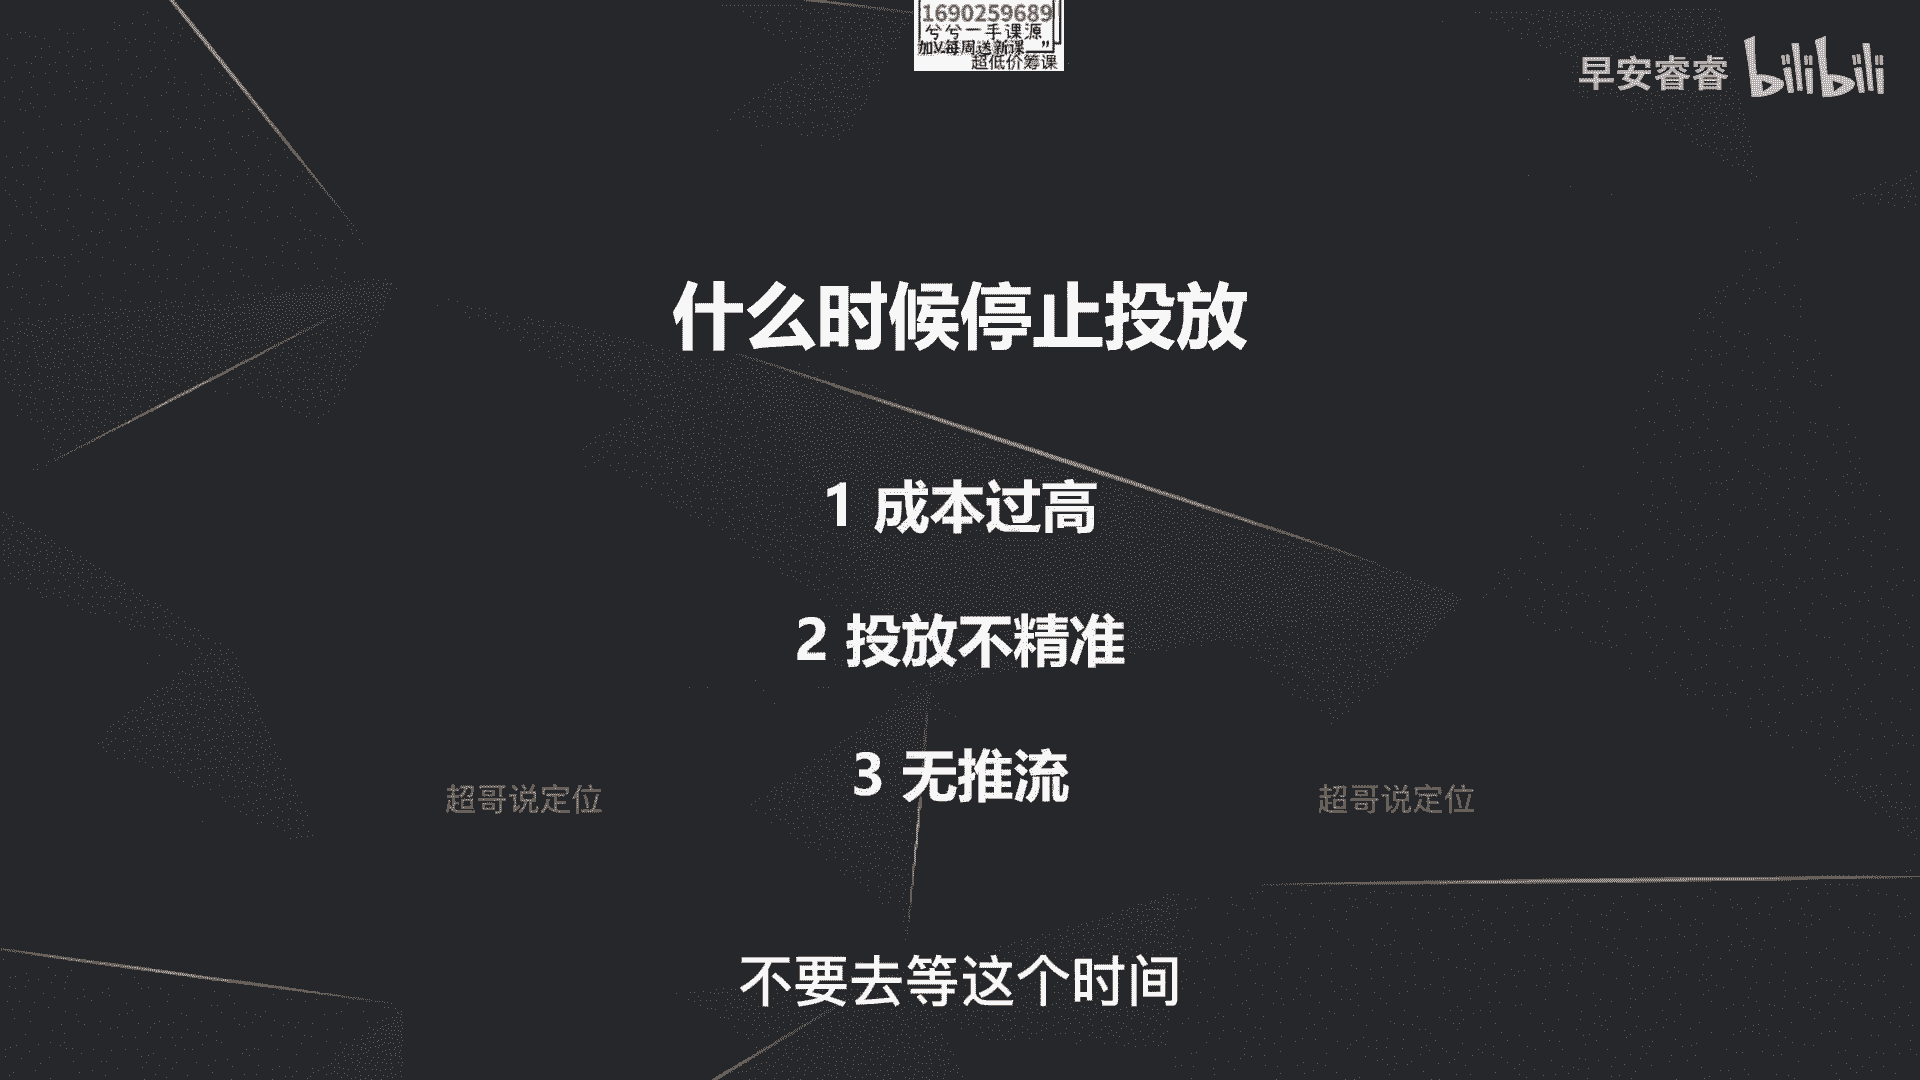 1690259689
兮兮一手课源
加V每周送新课
超低价筹课
早安睿睿 bilibili
什么时候停止投放
1 成本过高
2 投放不精准
3 无推流
超哥说定位
超哥说定位
不要去等这个时间